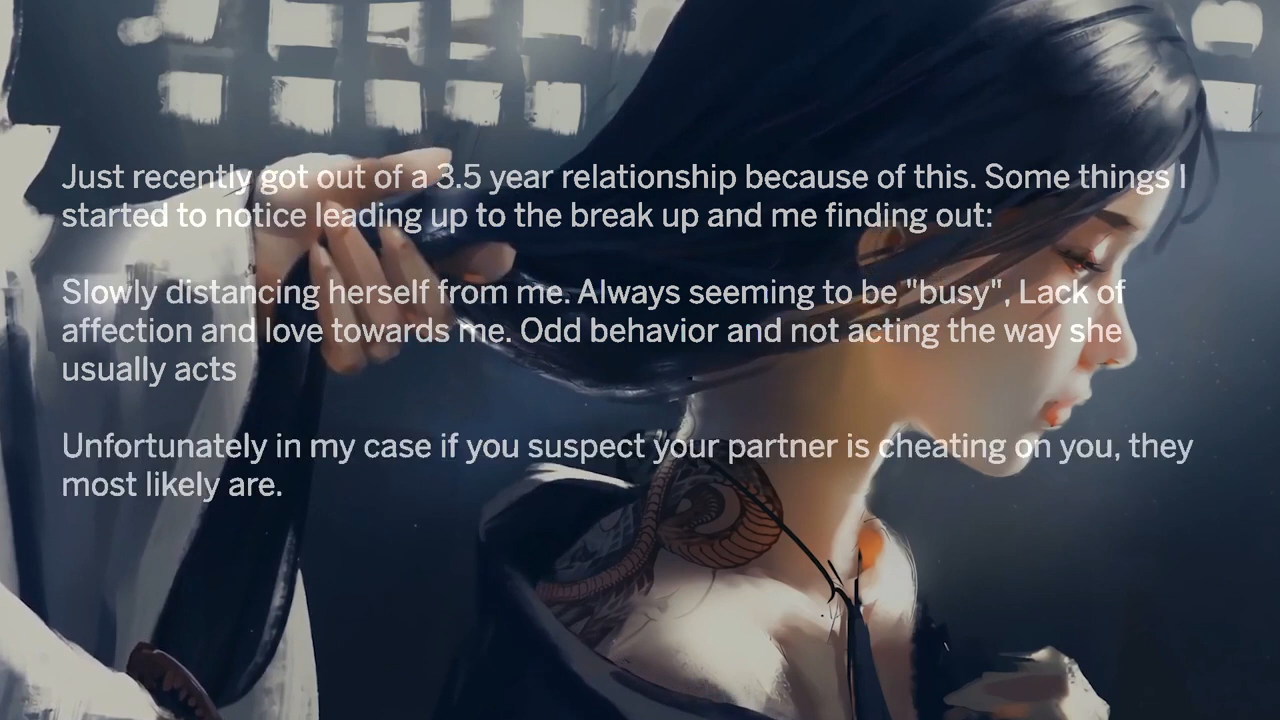 Just recently got out of a 3.5 year relationship because of this. Some things I
started to notice leading up to the break up and me finding out:
Slowly distancing herself from me. Always seeming to be "busy", Lack of
affection and love towards me. Odd behavior and not acting the way she
usually acts
Unfortunately in my case if you suspect your partner is cheating on you, they
most likely are.